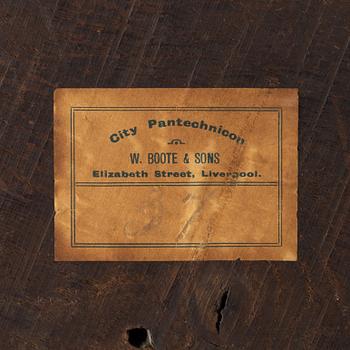 City Pantechnicon
W. BOOTE & SONS
Elizabeth Street, Liverpool.